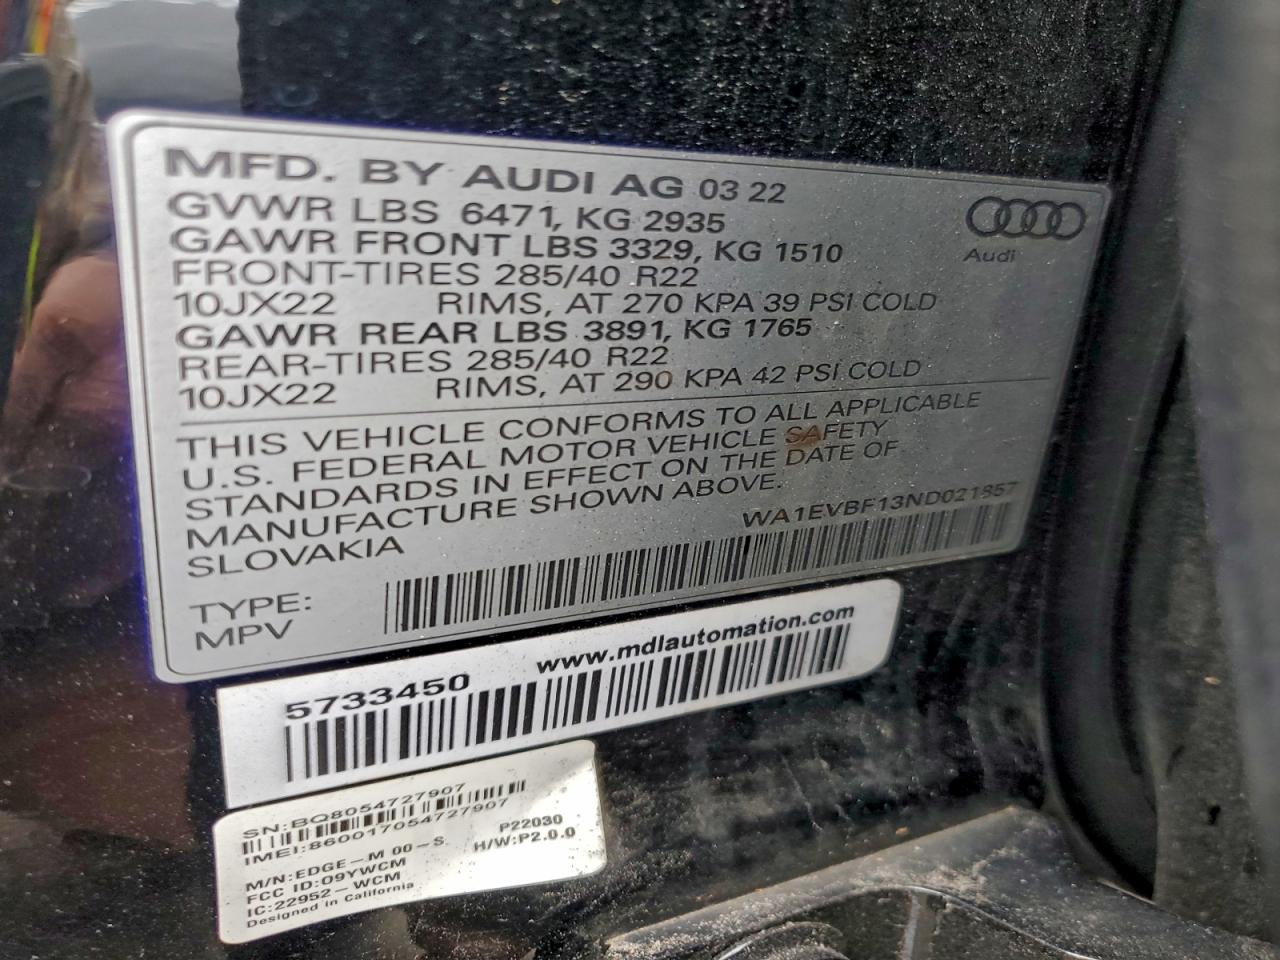 MFD. BY AUDI AG 03 22
GVWR LBS 6471, KG 2935
GAWR FRONT LBS 3329, KG 1510
FRONT-TIRES 285/40 R22
10JX22 RIMS, AT 270 KPA 39 PSI COLD
GAWR REAR LBS 3891, KG 1765
REAR-TIRES 285/40 R22
10JX22 RIMS, AT 290 KPA 42 PSI COLD
Audi
THIS VEHICLE CONFORMS TO ALL APPLICABLE
U.S. FEDERAL MOTOR VEHICLE SAFETY
STANDARDS IN EFFECT ON THE DATE OF
MANUFACTURE SHOWN ABOVE.
SLOVAKIA
WA1EVBF13ND021857
TYPE:
MPV
5733450 www.mdlautomation.com
SN:BQ8054727907
IMEI:860017054727907
M/N:EDGE-M 00-S P22030
FCC ID:O9YWCM H/W:P2.0.0
IC:22952-WCM
Designed in California